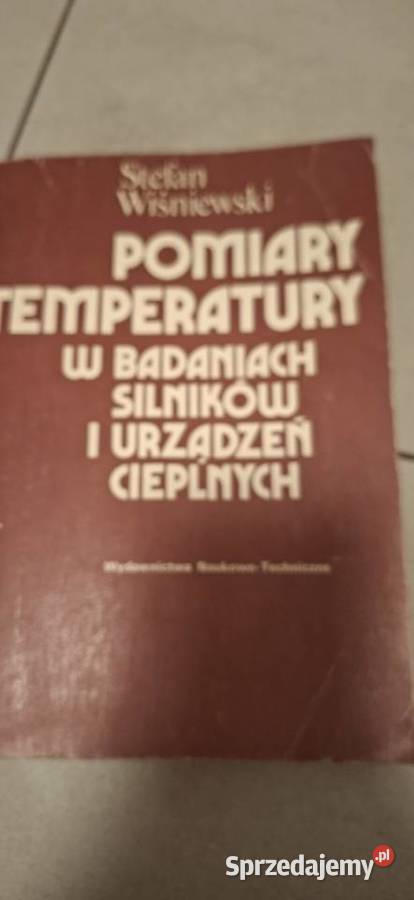 Stefan
Wiśniewski
POMIARY
TEMPERATURY
W BADANIACH
SILNIKÓW
I URZĄDZEŃ
CIEPLNYCH
Wydawnictwa Naukowo-Techniczne
Sprzedajemy.pl